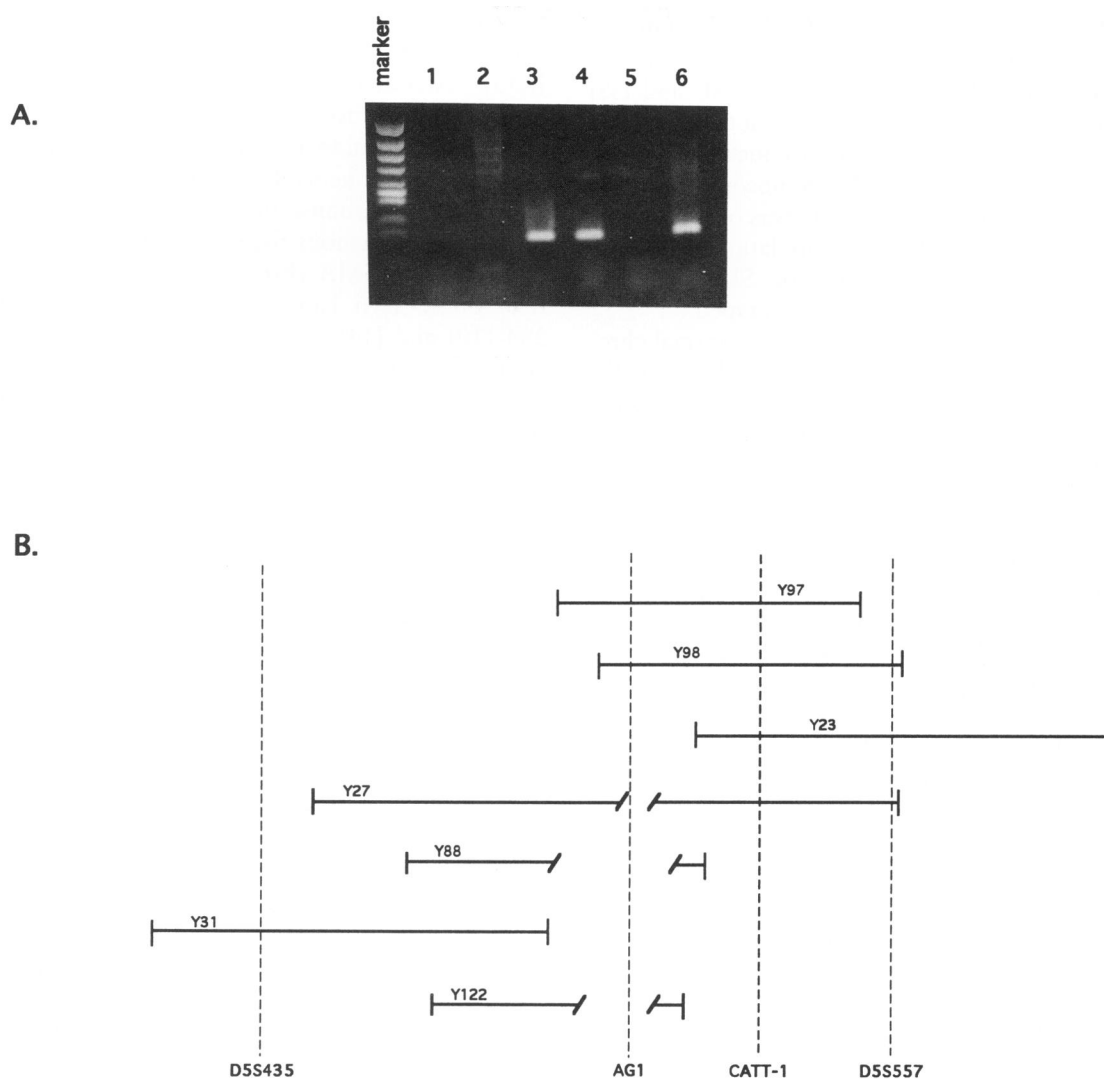 A.
marker 1 2 3 4 5 6
B.
Y97
Y98
Y23
Y27
Y88
Y31
Y122
D5S435 AG1 CATT-1 D5S557